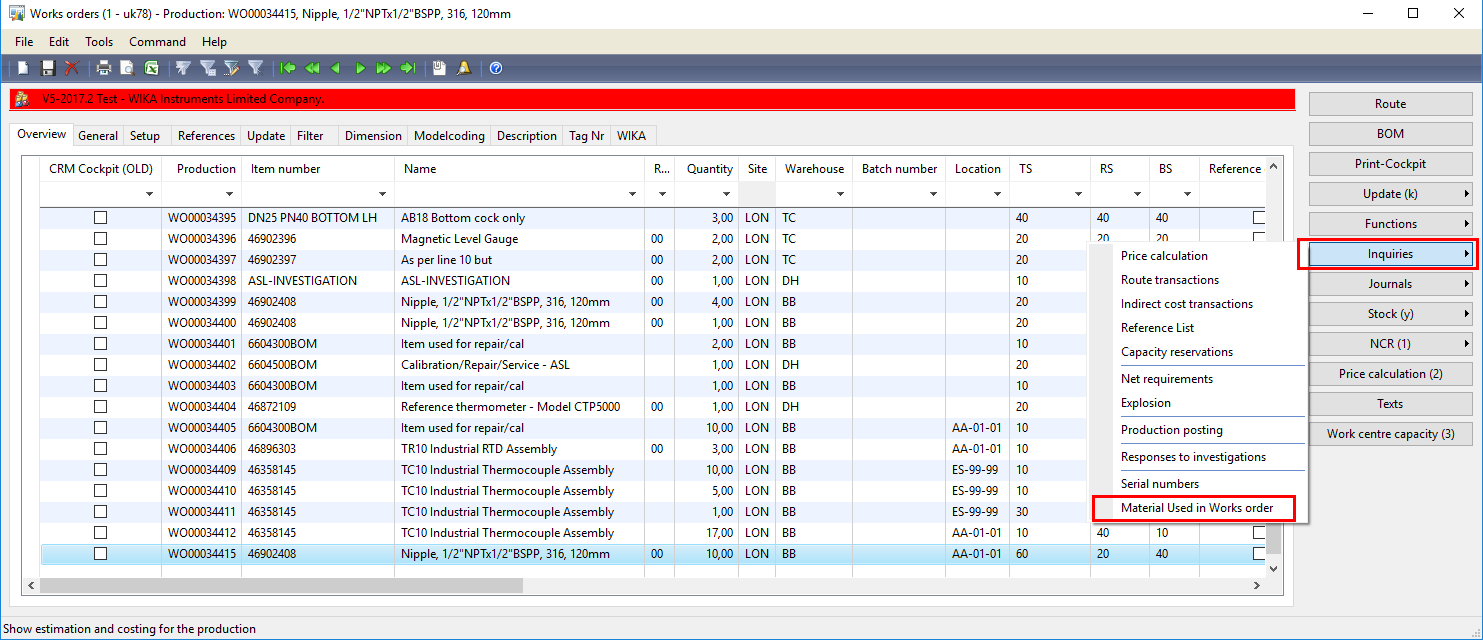 Works orders (1 - uk78) - Production: WO00034415, Nipple, 1/2"NPTx1/2"BSPP, 316, 120mm
File Edit Tools Command Help
V5-2017.2 Test - WIKA Instruments Limited Company.
Overview General Setup References Update Filter Dimension Modelcoding Description Tag Nr WIKA
CRM Cockpit (OLD) Production Item number Name R... Quantity Site Warehouse Batch number Location TS RS BS Reference
WO00034395 DN25 PN40 BOTTOM LH AB18 Bottom cock only 3,00 LON TC 40 40 40
WO00034396 46902396 Magnetic Level Gauge 00 2,00 LON TC 20 20 20
WO00034397 46902397 As per line 10 but 00 2,00 LON TC 20
WO00034398 ASL-INVESTIGATION ASL-INVESTIGATION 00 1,00 LON DH 10
WO00034399 46902408 Nipple, 1/2"NPTx1/2"BSPP, 316, 120mm 00 4,00 LON BB 20
WO00034400 46902408 Nipple, 1/2"NPTx1/2"BSPP, 316, 120mm 00 1,00 LON BB 20
WO00034401 6604300BOM Item used for repair/cal 2,00 LON BB 10
WO00034402 6604500BOM Calibration/Repair/Service - ASL 1,00 LON DH 20
WO00034403 6604300BOM Item used for repair/cal 1,00 LON BB 10
WO00034404 46872109 Reference thermometer - Model CTP5000 00 1,00 LON DH 20
WO00034405 6604300BOM Item used for repair/cal 10,00 LON BB AA-01-01 10
WO00034406 46896303 TR10 Industrial RTD Assembly 00 3,00 LON BB AA-01-01 10
WO00034409 46358145 TC10 Industrial Thermocouple Assembly 10,00 LON BB ES-99-99 10
WO00034410 46358145 TC10 Industrial Thermocouple Assembly 5,00 LON BB ES-99-99 10
WO00034411 46358145 TC10 Industrial Thermocouple Assembly 1,00 LON BB ES-99-99 30
WO00034412 46358145 TC10 Industrial Thermocouple Assembly 17,00 LON BB AA-01-01 10 40 10
WO00034415 46902408 Nipple, 1/2"NPTx1/2"BSPP, 316, 120mm 00 10,00 LON BB AA-01-01 60 20 40
Price calculation
Route transactions
Indirect cost transactions
Reference List
Capacity reservations
Net requirements
Explosion
Production posting
Responses to investigations
Serial numbers
Material Used in Works order
Route
BOM
Print-Cockpit
Update (k)
Functions
Inquiries
Journals
Stock (y)
NCR (1)
Price calculation (2)
Texts
Work centre capacity (3)
Show estimation and costing for the production